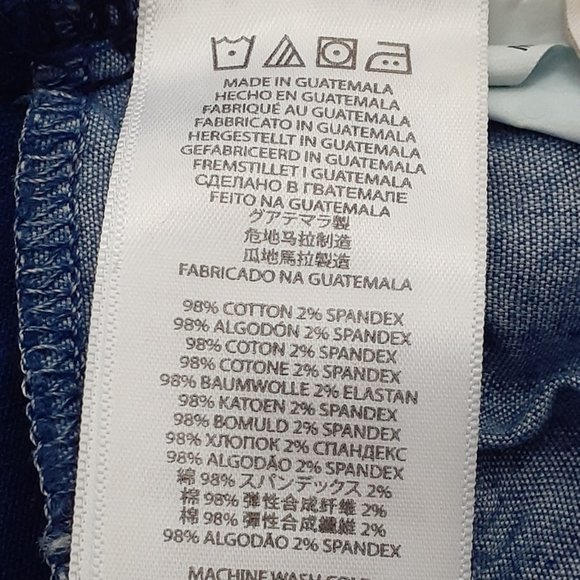 MADE IN GUATEMALA
HECHO EN GUATEMALA
FABRIQUÉ AU GUATEMALA
FABBRICATO IN GUATEMALA
HERGESTELLT IN GUATEMALA
GEFABRICEERD IN GUATEMALA
FREMSTILLET I GUATEMALA
СДЕЛАНО В ГВАТЕМАЛЕ
FEITO NA GUATEMALA
グアテマラ製
危地马拉制造
瓜地馬拉製造
FABRICADO NA GUATEMALA
98% COTTON 2% SPANDEX
98% ALGODÓN 2% SPANDEX
98% COTON 2% SPANDEX
98% COTONE 2% SPANDEX
98% BAUMWOLLE 2% ELASTAN
98% KATOEN 2% SPANDEX
98% BOMULD 2% SPANDEX
98% ХЛОПОК 2% СПАНДЕКС
98% ALGODÃO 2% SPANDEX
綿 98% スパンデックス 2%
棉 98% 弹性合成纤维 2%
棉 98% 彈性合成纖維 2%
98% ALGODÃO 2% SPANDEX
MACHINE WASH COLD